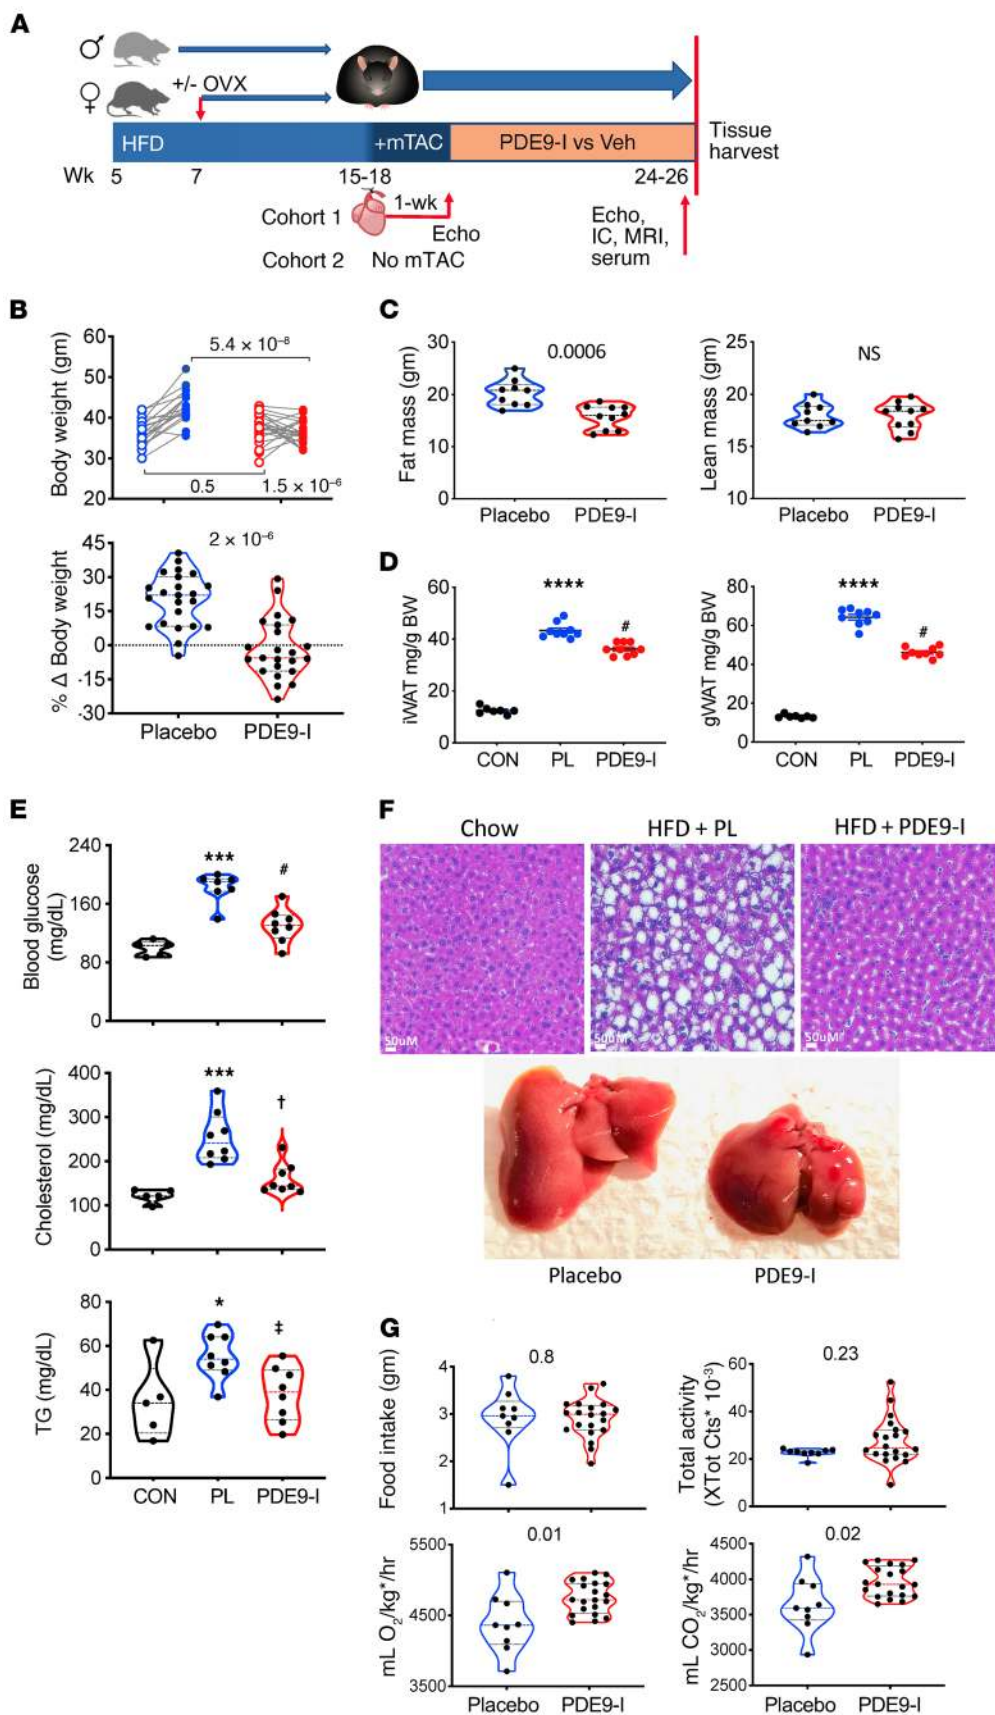 A
♂
♀
+/- OVX
HFD
+mTAC
PDE9-I vs Veh
Tissue
harvest
Wk
5
7
15-18
24-26
1-wk
Cohort 1
Echo
Cohort 2
No mTAC
Echo,
IC, MRI,
serum
B
Body weight (gm)
60
50
40
30
20
5.4 × 10⁻⁸
0.5
1.5 × 10⁻⁶
% Δ Body weight
45
30
15
0
-15
-30
2 × 10⁻⁶
Placebo
PDE9-I
C
Fat mass (gm)
30
20
10
0
0.0006
Placebo
PDE9-I
Lean mass (gm)
25
20
15
10
NS
Placebo
PDE9-I
D
iWAT mg/g BW
60
40
20
0
****
#
CON
PL
PDE9-I
gWAT mg/g BW
80
60
40
20
0
****
#
CON
PL
PDE9-I
E
Blood glucose
(mg/dL)
240
160
80
0
***
#
Cholesterol (mg/dL)
400
300
200
100
0
***
†
TG (mg/dL)
80
60
40
20
0
*
‡
CON
PL
PDE9-I
F
Chow
HFD + PL
HFD + PDE9-I
50uM
50uM
50uM
Placebo
PDE9-I
G
Food intake (gm)
4
3
2
1
0.8
Total activity
(XTot Cts* 10⁻³)
60
40
20
0
0.23
mL O₂/kg*/hr
5500
4500
3500
0.01
Placebo
PDE9-I
mL CO₂/kg*/hr
4500
4000
3500
3000
2500
0.02
Placebo
PDE9-I